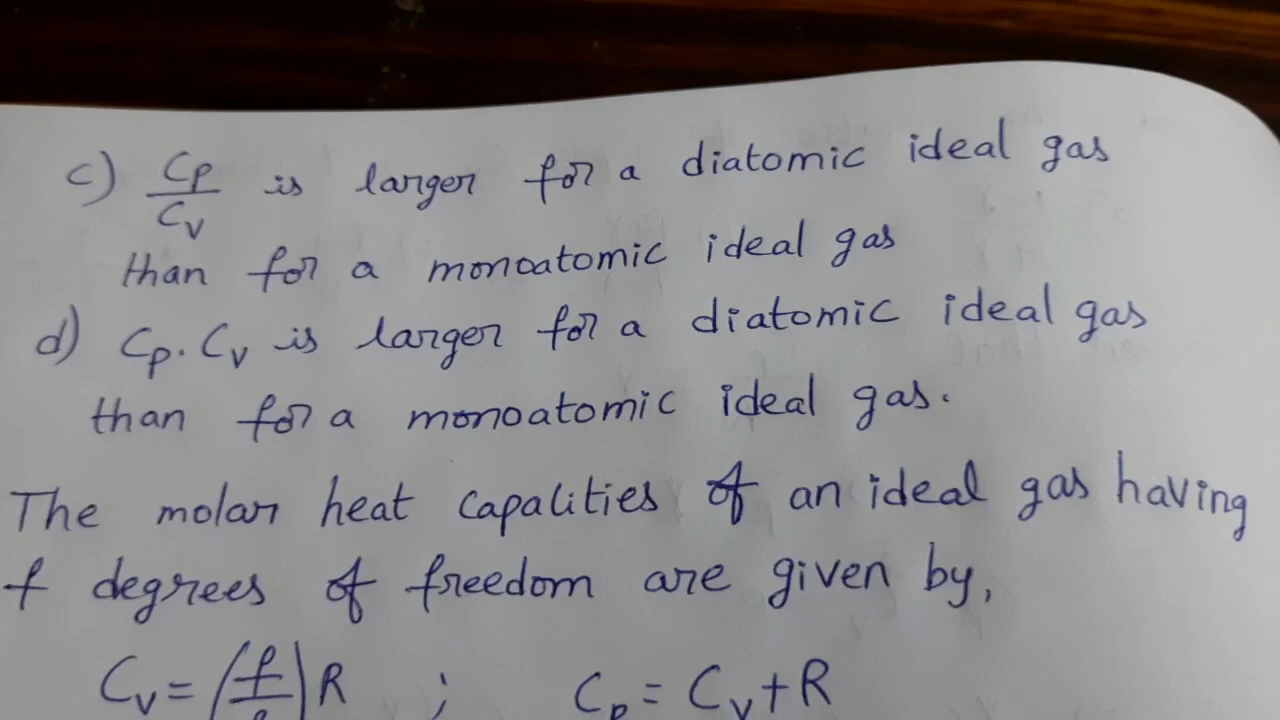 c) Cp/Cv is larger for a diatomic ideal gas
than for a monoatomic ideal gas
d) Cp. Cv is larger for a diatomic ideal gas
than for a monoatomic ideal gas.
The molar heat capalities of an ideal gas having
f degrees of freedom are given by,
Cv = (f/2)R ; Cp = Cv+R